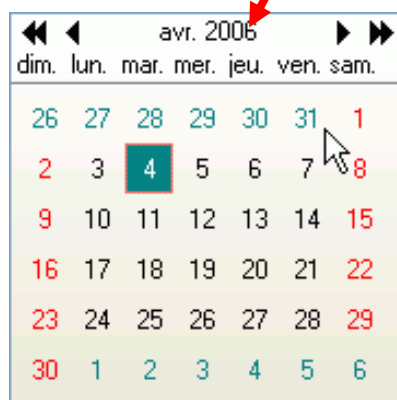 avr. 2006
dim. lun. mar. mer. jeu. ven. sam.
26 27 28 29 30 31 1
2 3 4 5 6 7 8
9 10 11 12 13 14 15
16 17 18 19 20 21 22
23 24 25 26 27 28 29
30 1 2 3 4 5 6